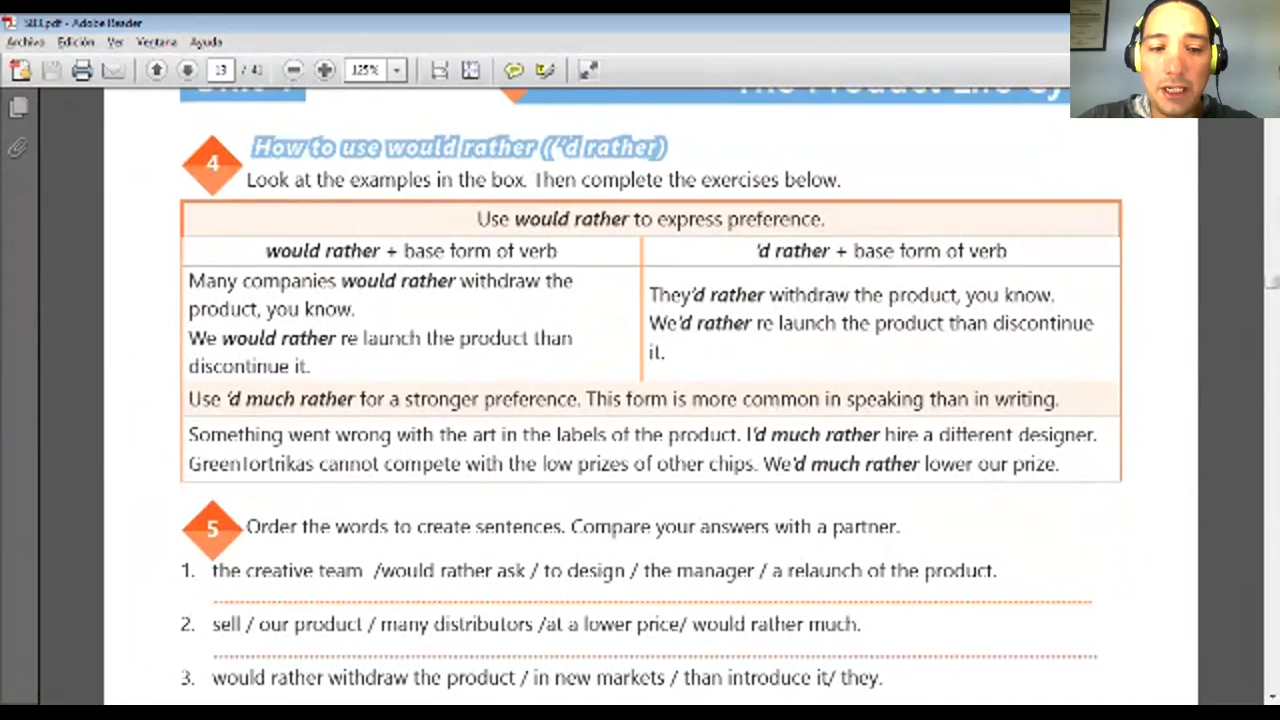 SB3.pdf - Adobe Reader
Archivo Edición Ver Ventana Ayuda
13 / 41 125%
4
How to use would rather (('d rather)
Look at the examples in the box. Then complete the exercises below.
Use would rather to express preference.
would rather + base form of verb
'd rather + base form of verb
Many companies would rather withdraw the
product, you know.
We would rather re launch the product than
discontinue it.
They'd rather withdraw the product, you know.
We'd rather re launch the product than discontinue
it.
Use 'd much rather for a stronger preference. This form is more common in speaking than in writing.
Something went wrong with the art in the labels of the product. I'd much rather hire a different designer.
GreenTortrikas cannot compete with the low prizes of other chips. We'd much rather lower our prize.
5
Order the words to create sentences. Compare your answers with a partner.
1. the creative team /would rather ask / to design / the manager / a relaunch of the product.
2. sell / our product / many distributors /at a lower price/ would rather much.
3. would rather withdraw the product / in new markets / than introduce it/ they.